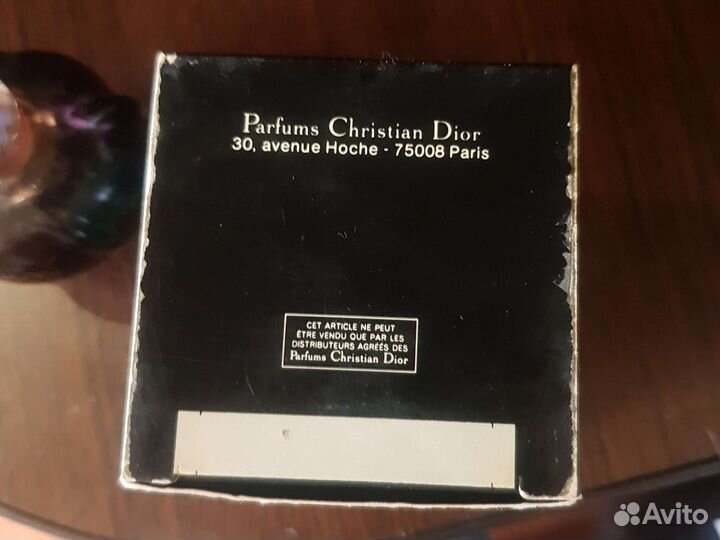 Parfums Christian Dior
30, avenue Hoche - 75008 Paris
CET ARTICLE NE PEUT
ÊTRE VENDU QUE PAR LES
DISTRIBUTEURS AGRÉÉS DES
Parfums Christian Dior
Avito